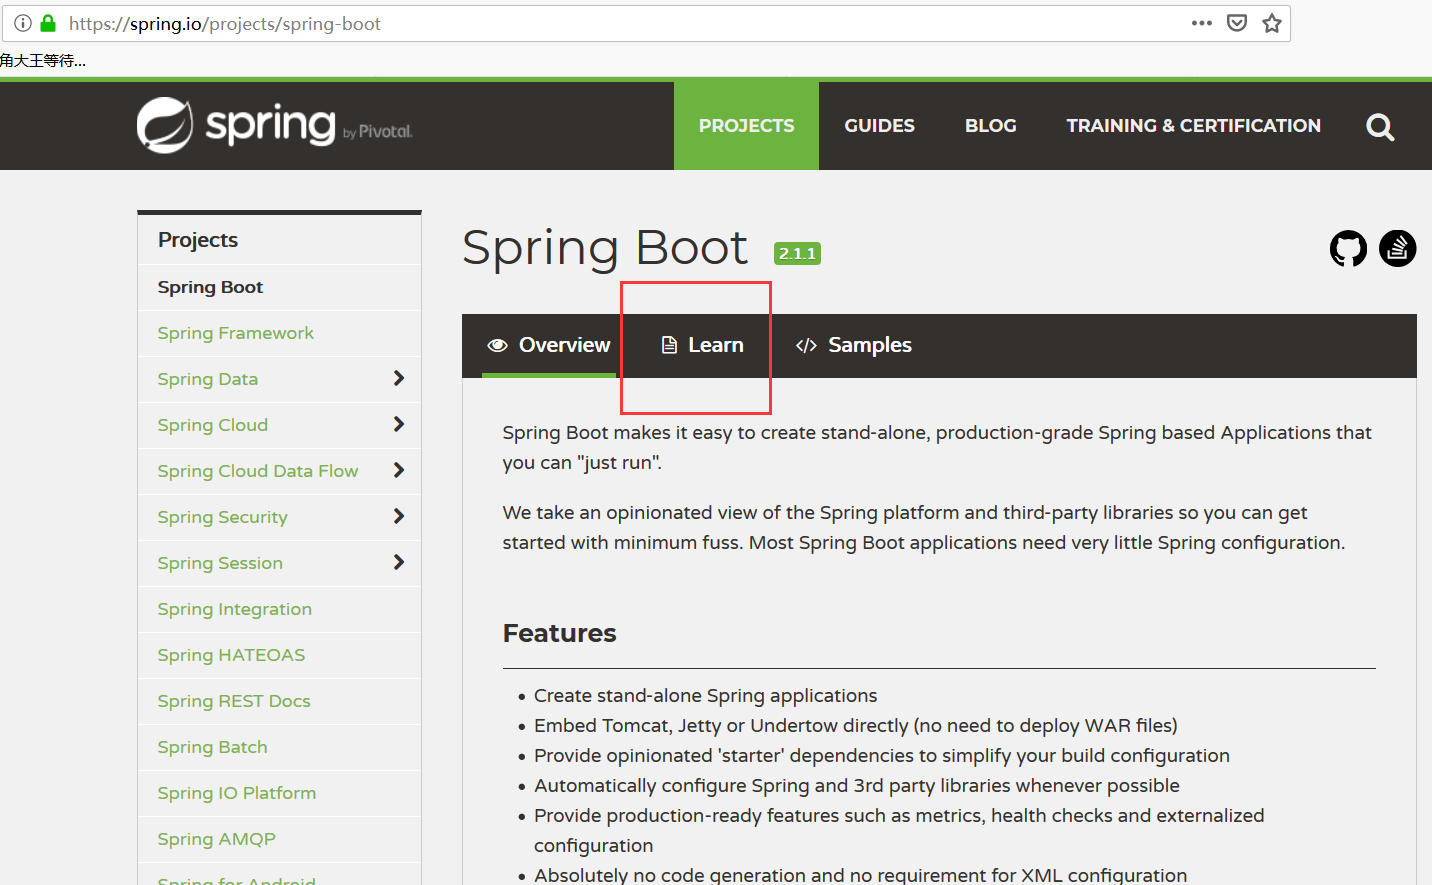 https://spring.io/projects/spring-boot
角大王等待...
spring by Pivotal.
PROJECTS GUIDES BLOG TRAINING & CERTIFICATION
Projects
Spring Boot
Spring Framework
Spring Data
Spring Cloud
Spring Cloud Data Flow
Spring Security
Spring Session
Spring Integration
Spring HATEOAS
Spring REST Docs
Spring Batch
Spring IO Platform
Spring AMQP
Spring for Android
Spring Boot 2.1.1
Overview Learn </> Samples
Spring Boot makes it easy to create stand-alone, production-grade Spring based Applications that
you can "just run".
We take an opinionated view of the Spring platform and third-party libraries so you can get
started with minimum fuss. Most Spring Boot applications need very little Spring configuration.
Features
• Create stand-alone Spring applications
• Embed Tomcat, Jetty or Undertow directly (no need to deploy WAR files)
• Provide opinionated 'starter' dependencies to simplify your build configuration
• Automatically configure Spring and 3rd party libraries whenever possible
• Provide production-ready features such as metrics, health checks and externalized
configuration
• Absolutely no code generation and no requirement for XML configuration